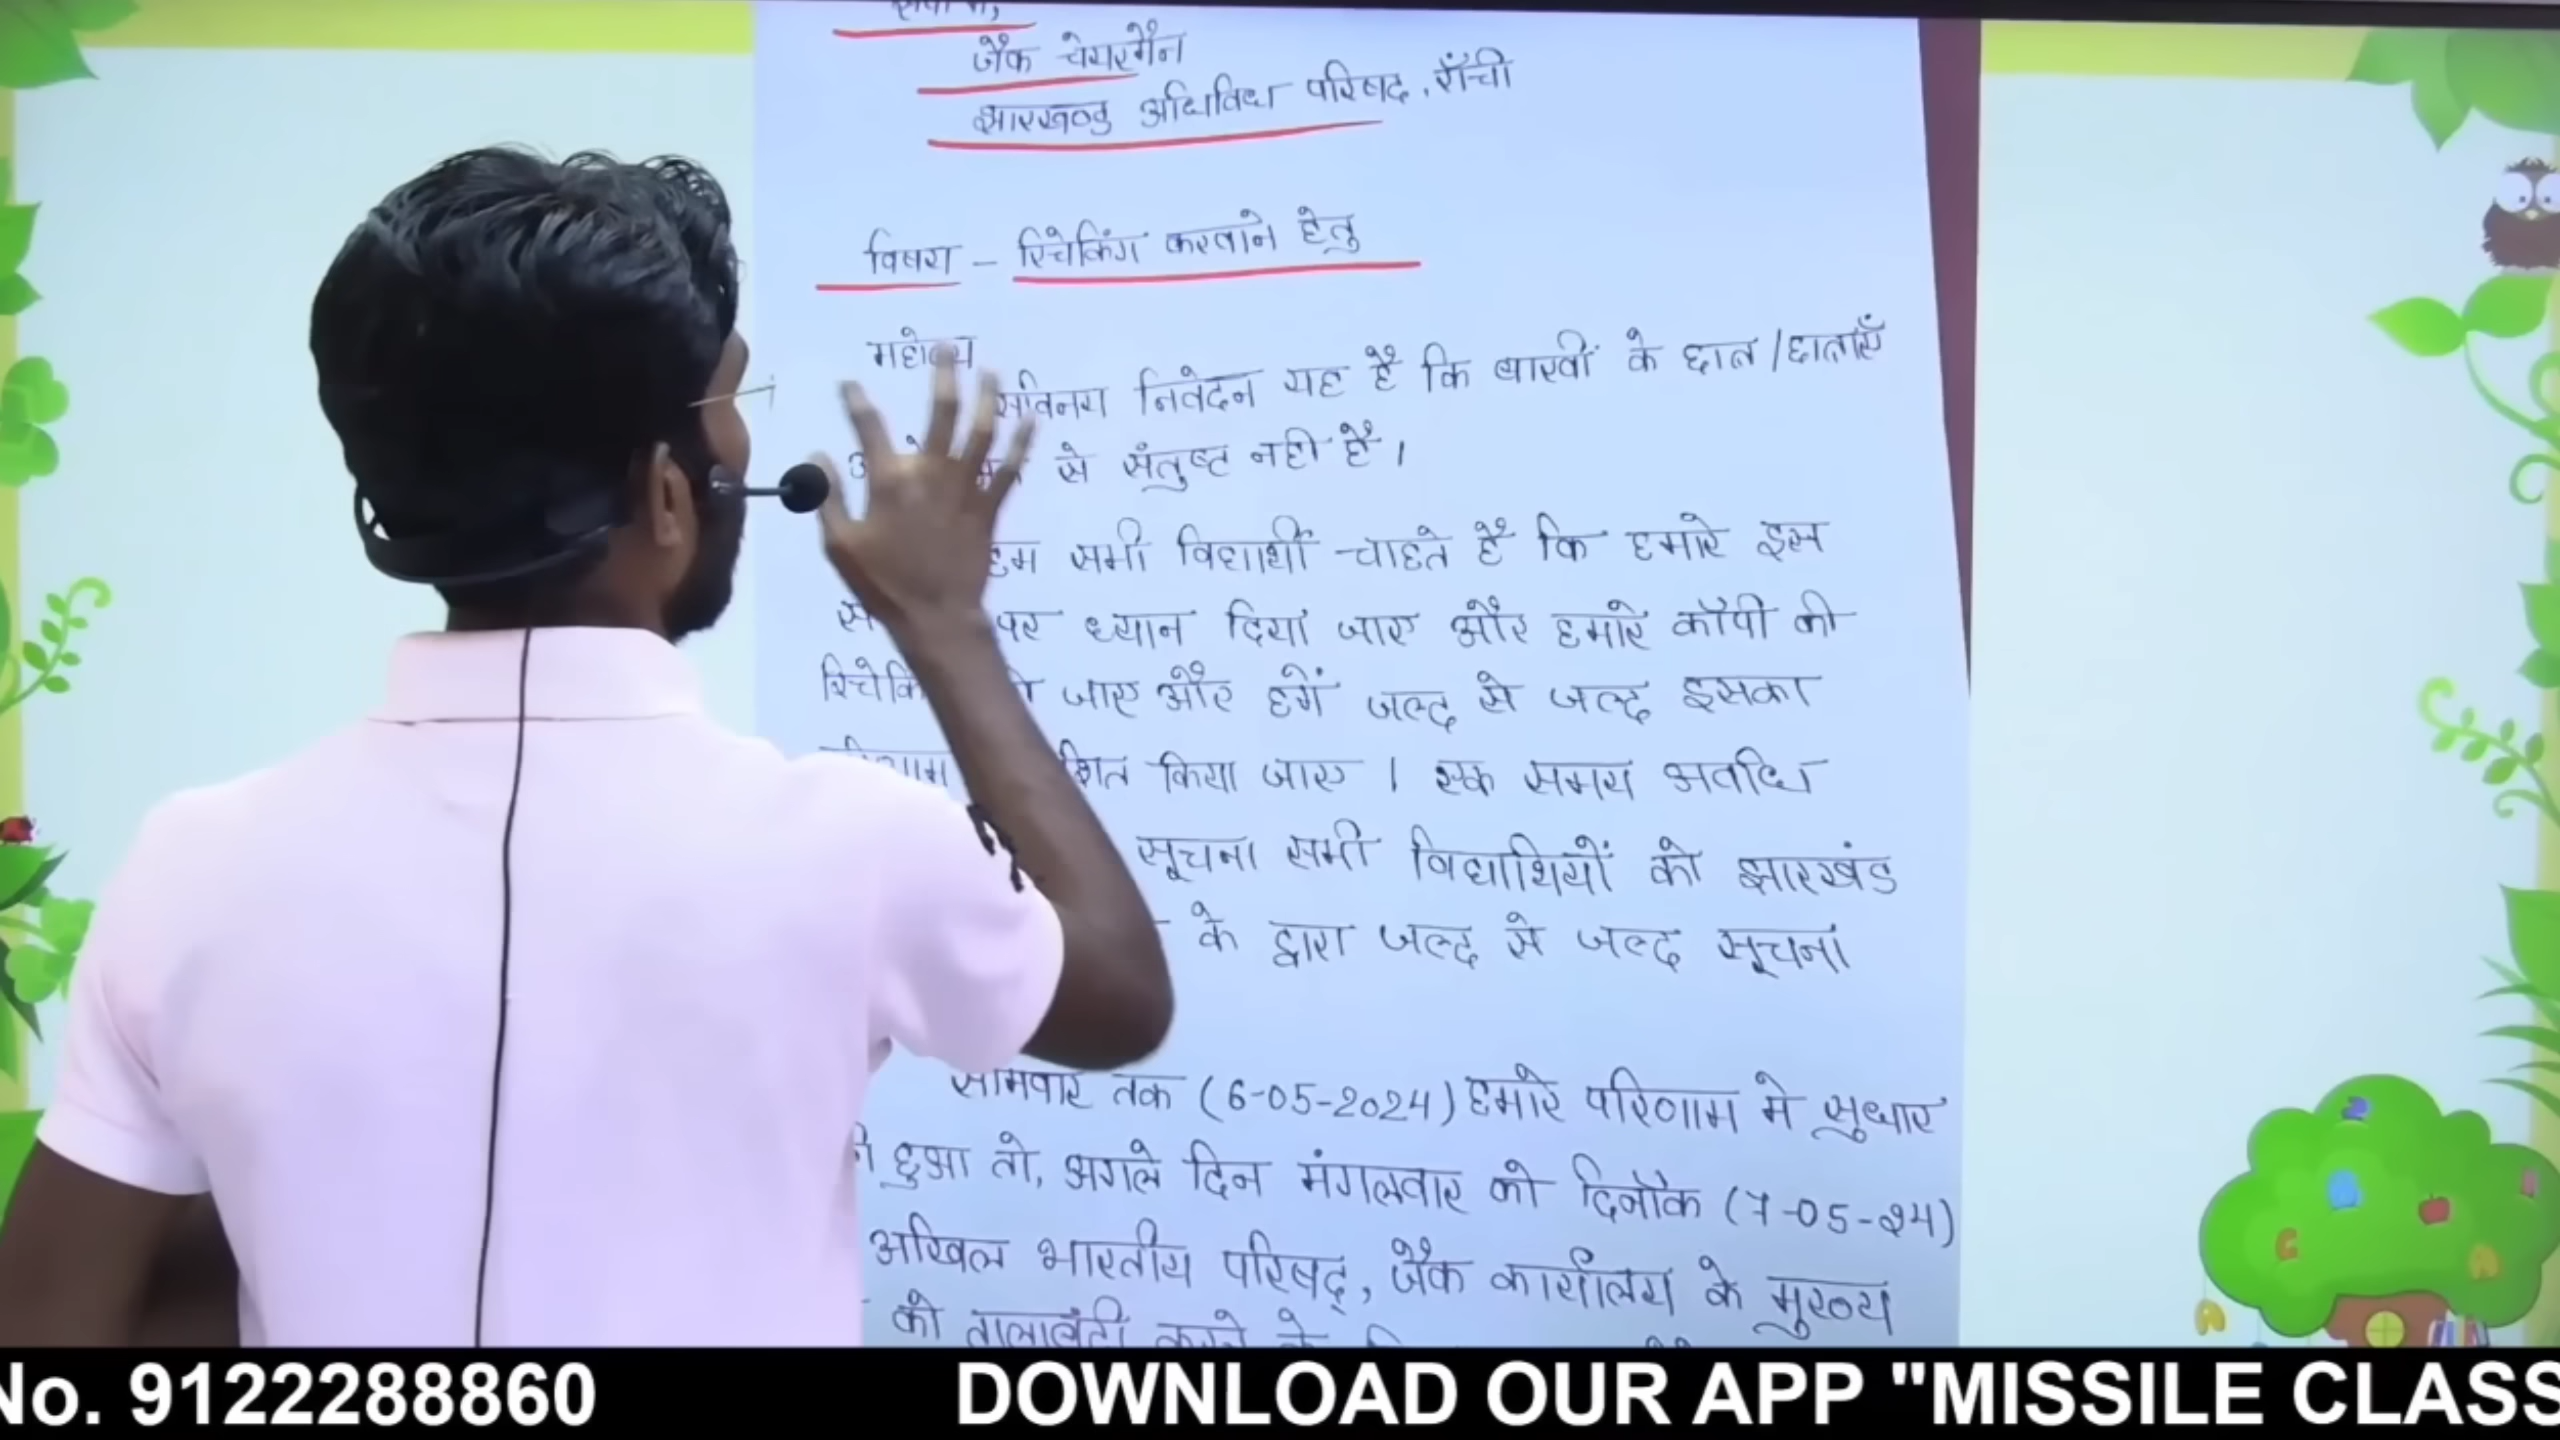 जैक चेयरमैन
झारखण्ड अधिविध परिषद, राँची
विषय - रिचेकिंग करवाने हेतु
महोदय
सविनय निवेदन यह है कि बारवीं के छात्र/छात्राएँ
से संतुष्ट नही है।
हम सभी विद्यार्थी चाहते है कि हमारे इस
पर ध्यान दिया जाए और हमारे कॉपी की
जाए और हमें जल्द से जल्द इसका
किया जाए । एक समय अवधि
सूचना सभी विद्यार्थियों को झारखंड
के द्वारा जल्द से जल्द सूचना
सोमवार तक (6-05-2024) हमारे परिणाम मे सुधार
हुआ तो, अगले दिन मंगलवार को दिनाँक (7-05-24)
अखिल भारतीय परिषद्, जैक कार्यालय के मुख्य
को तालाबंदी करने के
No. 9122288860 DOWNLOAD OUR APP "MISSILE CLASS